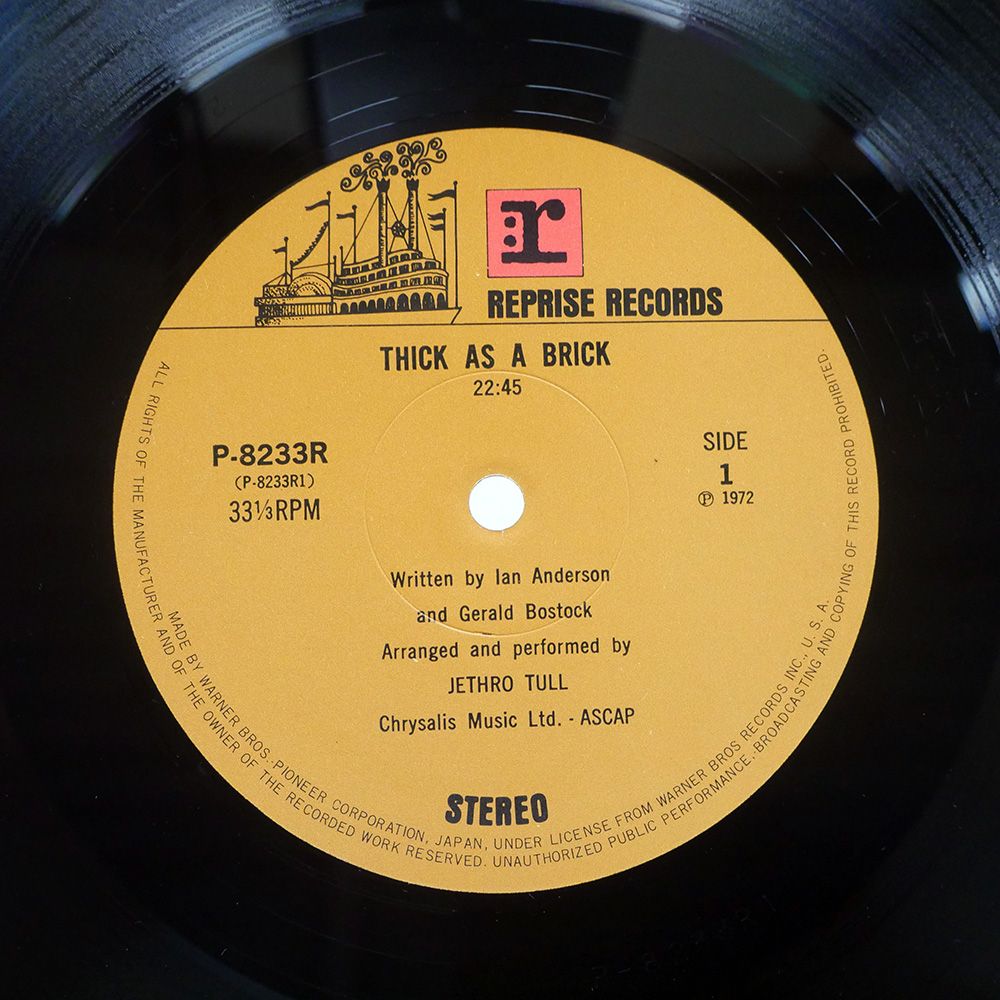 r
REPRISE RECORDS
THICK AS A BRICK
22:45
P-8233R
(P-8233R1)
33⅓RPM
SIDE
1
Ⓟ 1972
Written by Ian Anderson
and Gerald Bostock
Arranged and performed by
JETHRO TULL
Chrysalis Music Ltd. - ASCAP
STEREO
MADE BY WARNER BROS.-PIONEER CORPORATION, JAPAN, UNDER LICENSE FROM WARNER BROS RECORDS INC., U. S. A.
ALL RIGHTS OF THE MANUFACTURER AND OF THE OWNER OF THE RECORDED WORK RESERVED. UNAUTHORIZED PUBLIC PERFORMANCE, BROADCASTING AND COPYING OF THIS RECORD PROHIBITED.